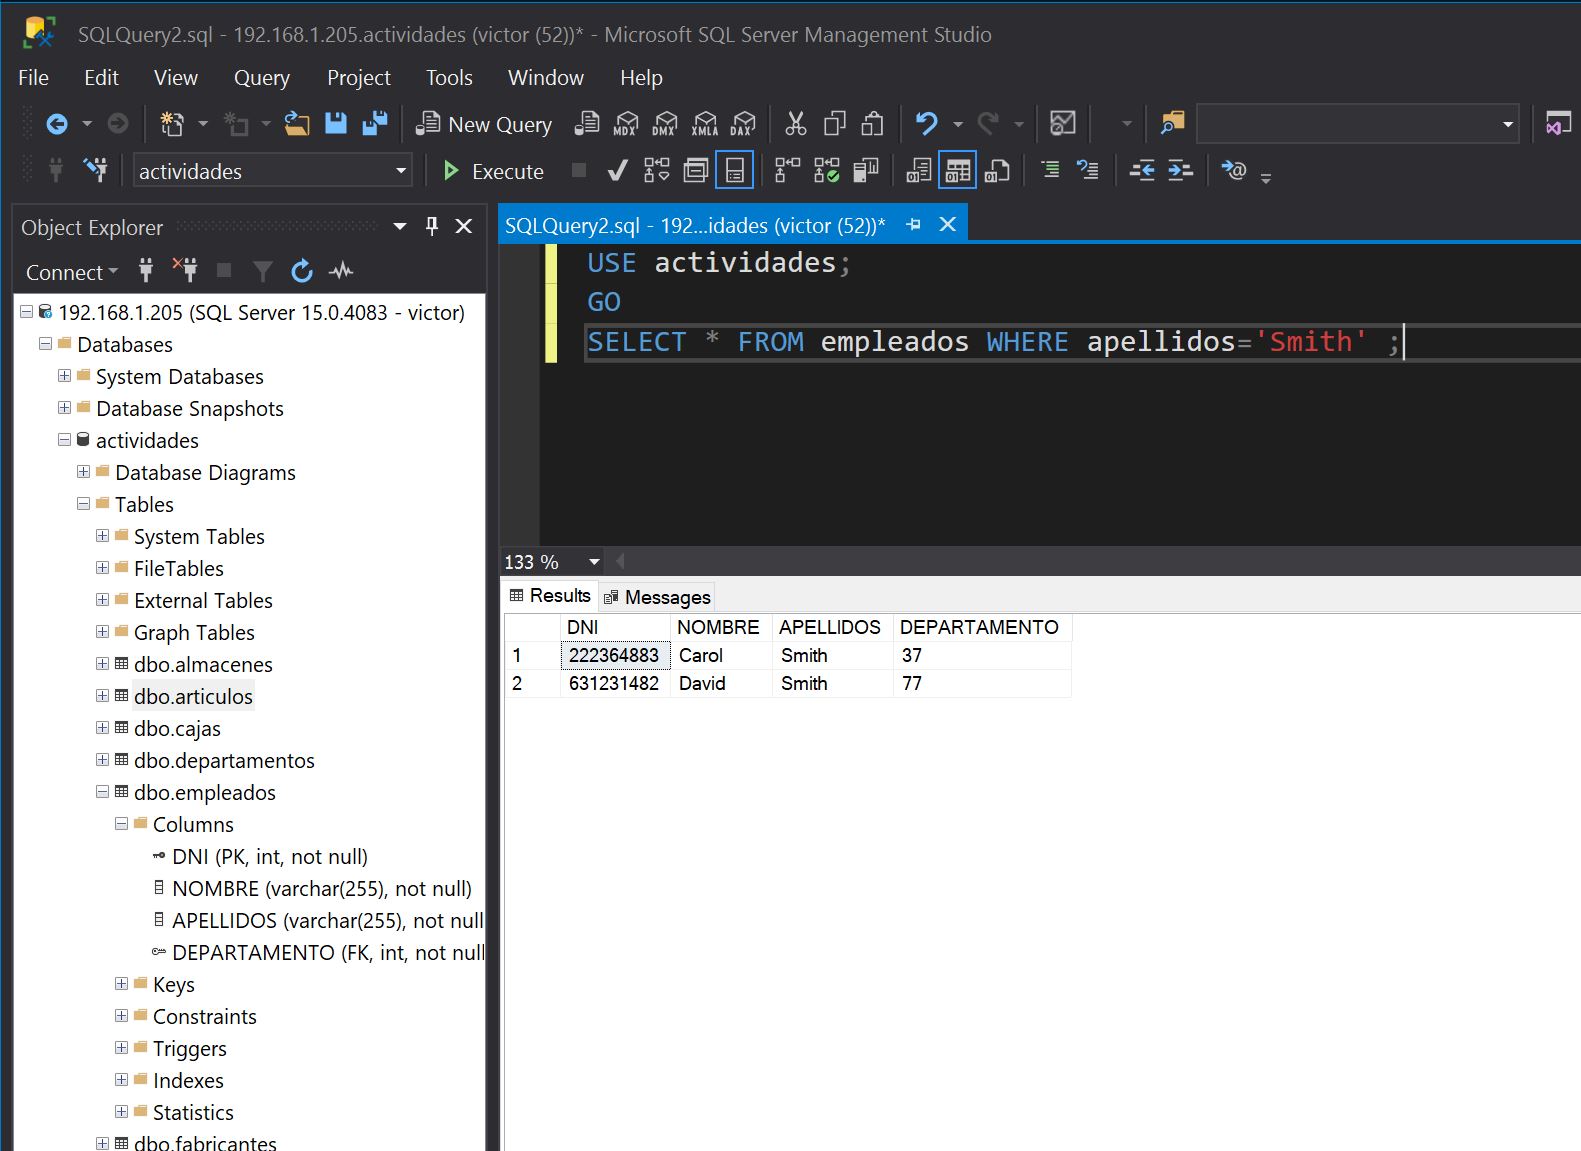 SQLQuery2.sql - 192.168.1.205.actividades (victor (52))* - Microsoft SQL Server Management Studio
File Edit View Query Project Tools Window Help
New Query MDX DMX XMLA DAX
actividades Execute
Object Explorer
Connect
192.168.1.205 (SQL Server 15.0.4083 - victor)
Databases
System Databases
Database Snapshots
actividades
Database Diagrams
Tables
System Tables
FileTables
External Tables
Graph Tables
dbo.almacenes
dbo.articulos
dbo.cajas
dbo.departamentos
dbo.empleados
Columns
DNI (PK, int, not null)
NOMBRE (varchar(255), not null)
APELLIDOS (varchar(255), not null
DEPARTAMENTO (FK, int, not null
Keys
Constraints
Triggers
Indexes
Statistics
dbo.fabricantes
SQLQuery2.sql - 192...idades (victor (52))*
USE actividades;
GO
SELECT * FROM empleados WHERE apellidos='Smith' ;
133 %
Results Messages
DNI NOMBRE APELLIDOS DEPARTAMENTO
1 222364883 Carol Smith 37
2 631231482 David Smith 77